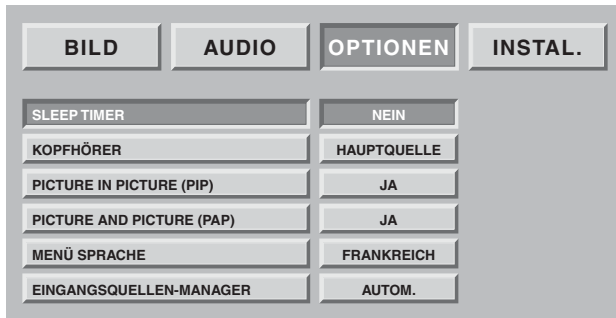 BILD AUDIO OPTIONEN INSTAL.
SLEEP TIMER NEIN
KOPFHÖRER HAUPTQUELLE
PICTURE IN PICTURE (PIP) JA
PICTURE AND PICTURE (PAP) JA
MENÜ SPRACHE FRANKREICH
EINGANGSQUELLEN-MANAGER AUTOM.